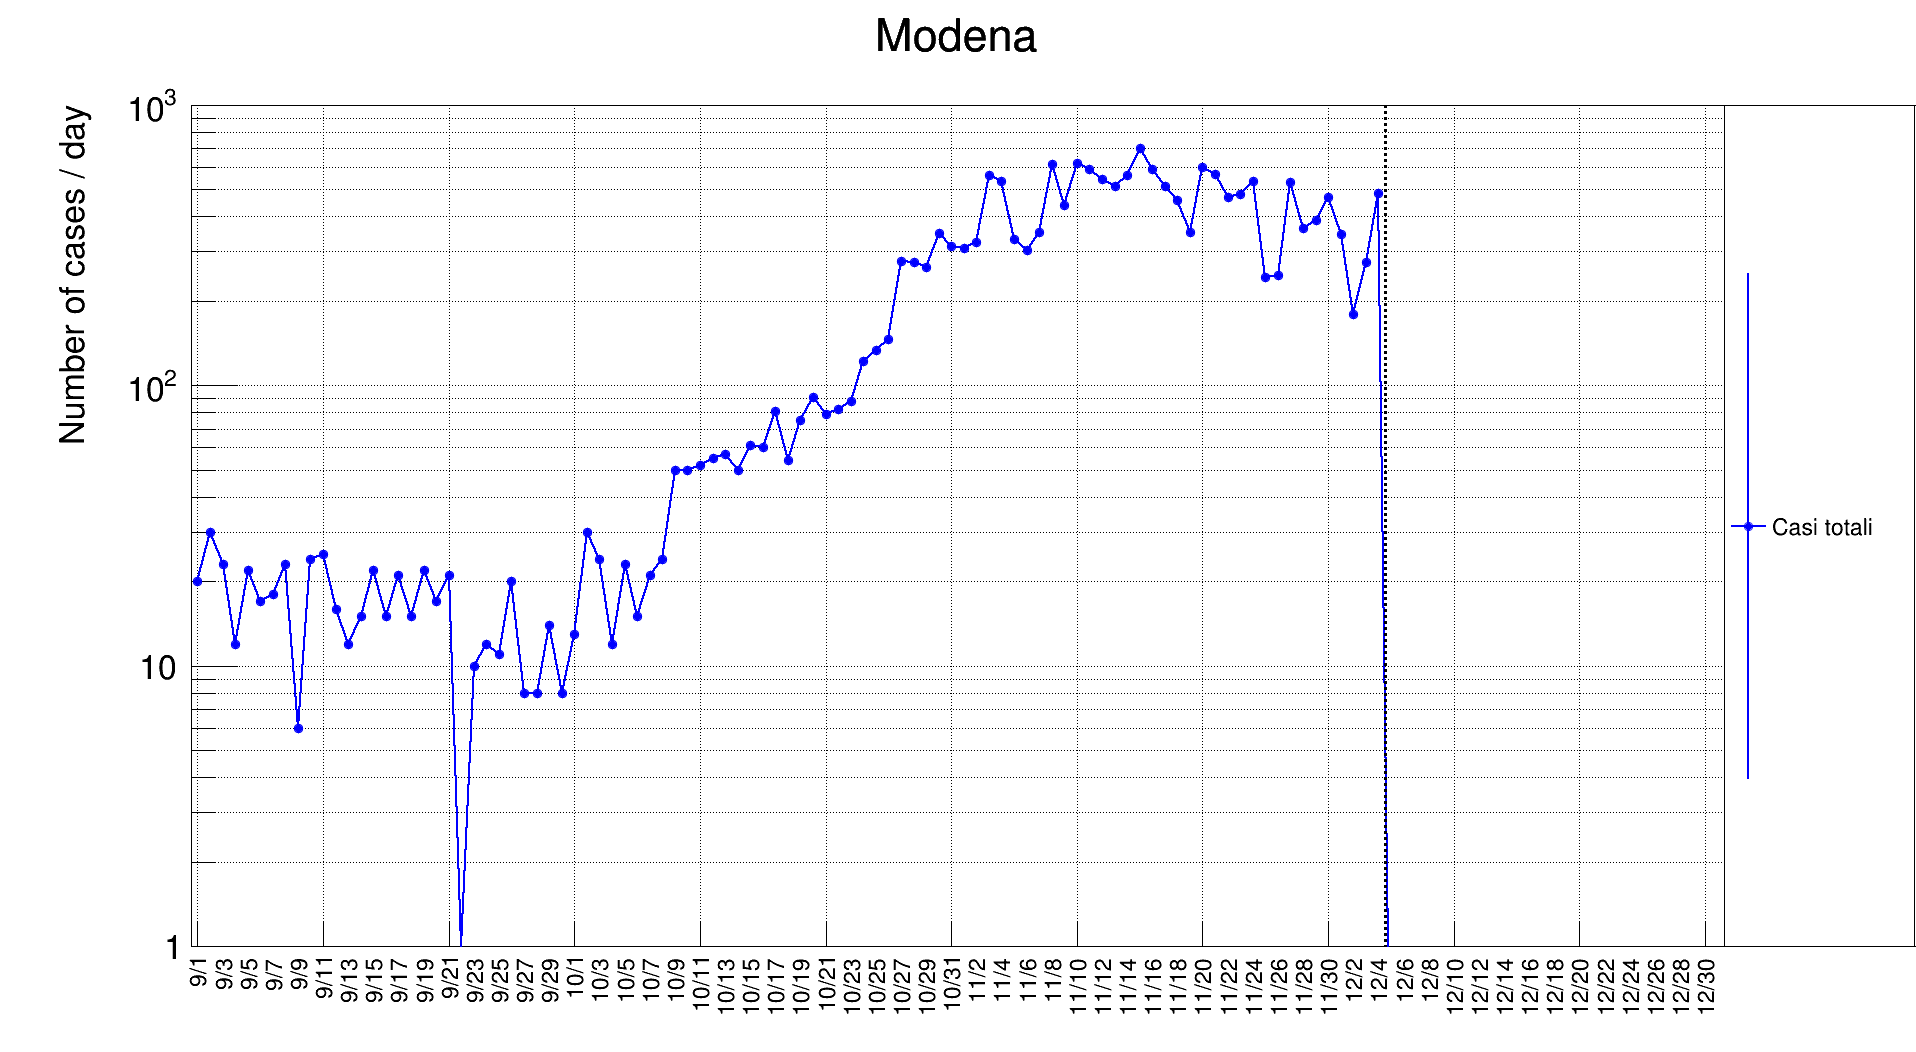 Modena
Number of cases / day
10³
10²
10
1
Casi totali
9/1 9/3 9/5 9/7 9/9 9/11 9/13 9/15 9/17 9/19 9/21 9/23 9/25 9/27 9/29 10/1 10/3 10/5 10/7 10/9 10/11 10/13 10/15 10/17 10/19 10/21 10/23 10/25 10/27 10/29 10/31 11/2 11/4 11/6 11/8 11/10 11/12 11/14 11/16 11/18 11/20 11/22 11/24 11/26 11/28 11/30 12/2 12/4 12/6 12/8 12/10 12/12 12/14 12/16 12/18 12/20 12/22 12/24 12/26 12/28 12/30